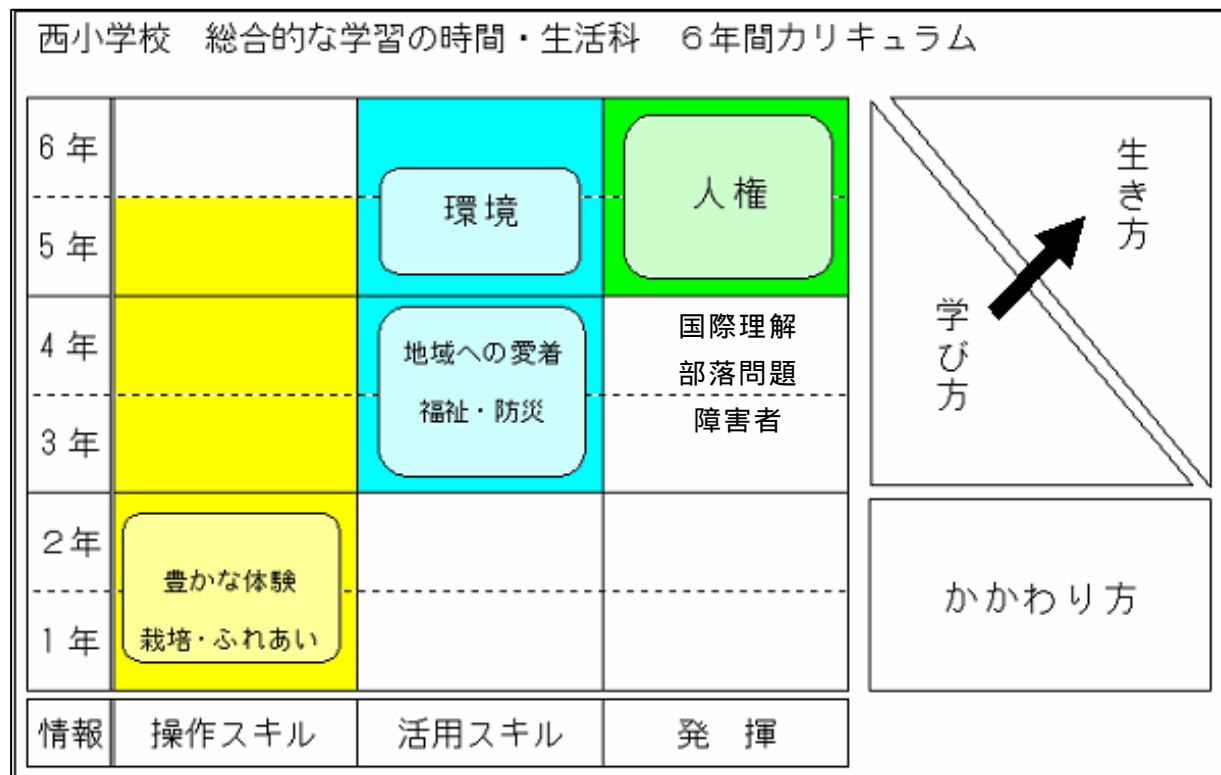 西小学校　総合的な学習の時間・生活科　６年間カリキュラム
６年
環境
人権
５年
４年
地域への愛着
福祉・防災
国際理解
部落問題
障害者
３年
２年
豊かな体験
栽培・ふれあい
１年
情報
操作スキル
活用スキル
発　揮
生き方
学び方
かかわり方